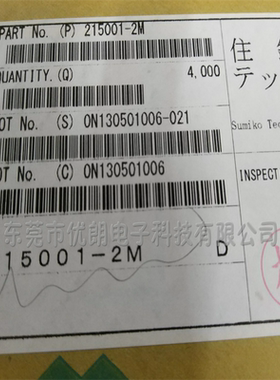 PART No. (P) 215001-2M
QUANTITY.(Q) 4,000
OT No. (S) ON130501006-021
OT No. (C) ON130501006
住
テッ
Sumiko Tec
INSPECT
东莞市优朗电子科技有限公司
15001-2M D